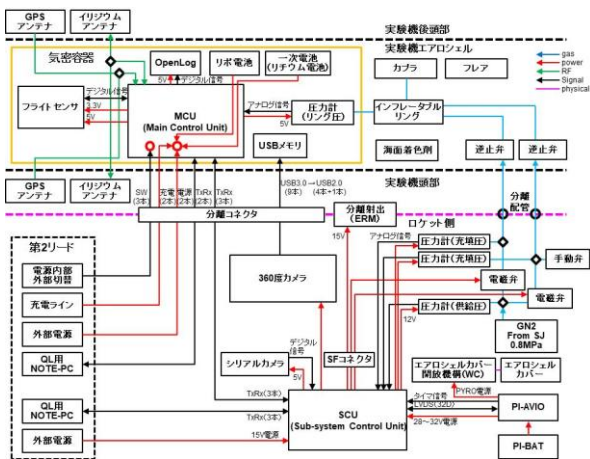 GPS
アンテナ
イリジウム
アンテナ
実験機後頭部
実験機エアロシェル
gas
power
RF
Signal
physical
気密容器
OpenLog
リポ電池
一次電池
(リチウム電池)
カプラ
フレア
5V
デジタル信号
デジタル信号
フライトセンサ
3.3V
5V
MCU
(Main Control Unit)
アナログ信号
5V
圧力計
(リング圧)
インフレータブル
リング
USBメモリ
海面着色剤
逆止弁
逆止弁
GPS
アンテナ
イリジウム
アンテナ
実験機頭部
SW
(3本)
充電
(2本)
電源
(2本)
TxRx
(2本)
TxRx
(3本)
USB3.0→USB2.0
(9本)
(4本+1本)
分離
配管
分離コネクタ
分離射出
(ERM)
ロケット側
第2リード
15V
アナログ信号
圧力計(充填圧)
圧力計(充填圧)
手動弁
電源内部
外部切替
360度カメラ
電磁弁
充電ライン
圧力計(供給圧)
電磁弁
外部電源
12V
GN2
From SJ
0.8MPa
デジタル
信号
QL用
NOTE-PC
シリアルカメラ
5V
SFコネクタ
エアロシェルカバー
開放機構(WC)
エアロシェル
カバー
PYRO電源
TxRx(3本)
QL用
NOTE-PC
SCU
(Sub-system Control Unit)
タイマ信号
LVDS(32D)
PI-AVIO
TxRx(3本)
28~32V電源
外部電源
15V電源
PI-BAT